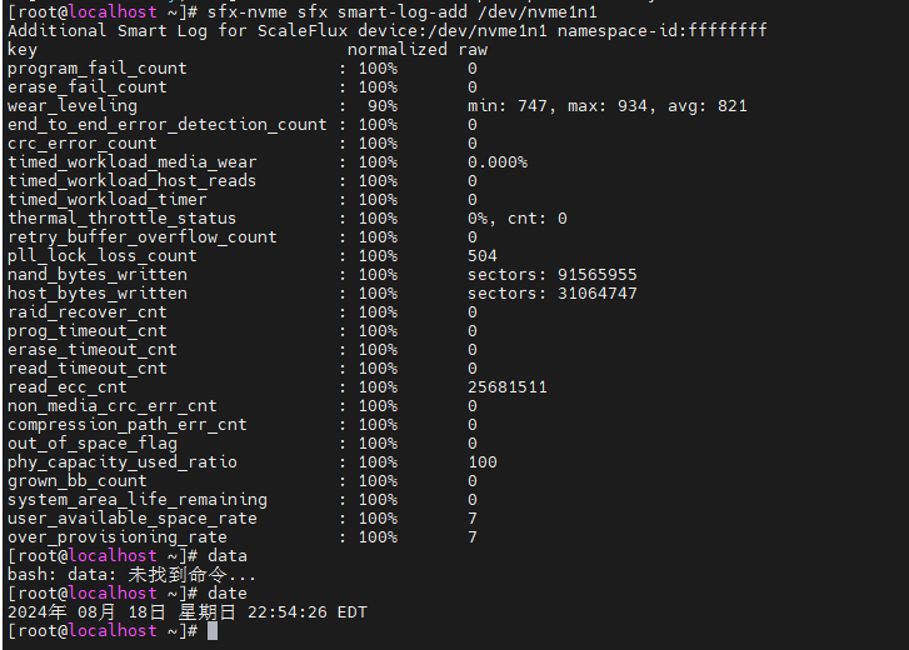 [root@localhost ~]# sfx-nvme sfx smart-log-add /dev/nvme1n1
Additional Smart Log for ScaleFlux device:/dev/nvme1n1 namespace-id:ffffffff
key                               normalized raw
program_fail_count              : 100%       0
erase_fail_count                : 100%       0
wear_leveling                   :  90%       min: 747, max: 934, avg: 821
end_to_end_error_detection_count : 100%       0
crc_error_count                 : 100%       0
timed_workload_media_wear       : 100%       0.000%
timed_workload_host_reads       : 100%       0
timed_workload_timer            : 100%       0
thermal_throttle_status         : 100%       0%, cnt: 0
retry_buffer_overflow_count     : 100%       0
pll_lock_loss_count             : 100%       504
nand_bytes_written              : 100%       sectors: 91565955
host_bytes_written              : 100%       sectors: 31064747
raid_recover_cnt                : 100%       0
prog_timeout_cnt                : 100%       0
erase_timeout_cnt               : 100%       0
read_timeout_cnt                : 100%       0
read_ecc_cnt                    : 100%       25681511
non_media_crc_err_cnt           : 100%       0
compression_path_err_cnt        : 100%       0
out_of_space_flag               : 100%       0
phy_capacity_used_ratio         : 100%       100
grown_bb_count                  : 100%       0
system_area_life_remaining      : 100%       0
user_available_space_rate       : 100%       7
over_provisioning_rate          : 100%       7
[root@localhost ~]# data
bash: data: 未找到命令...
[root@localhost ~]# date
2024年 08月 18日 星期日 22:54:26 EDT
[root@localhost ~]#